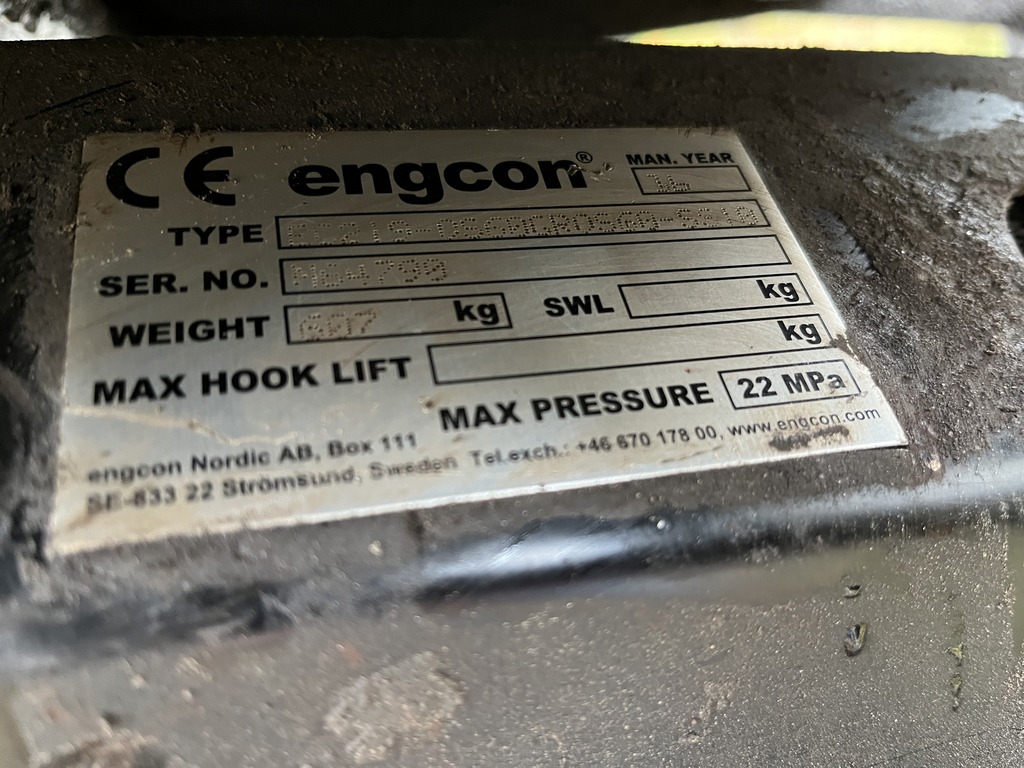 CE engcon® MAN. YEAR
16
TYPE
SER. NO.
WEIGHT kg SWL kg
MAX HOOK LIFT kg
MAX PRESSURE 22 MPa
engcon Nordic AB, Box 111
SE-833 22 Strömsund, Sweden Tel.exch.: +46 670 178 00, www.engcon.com